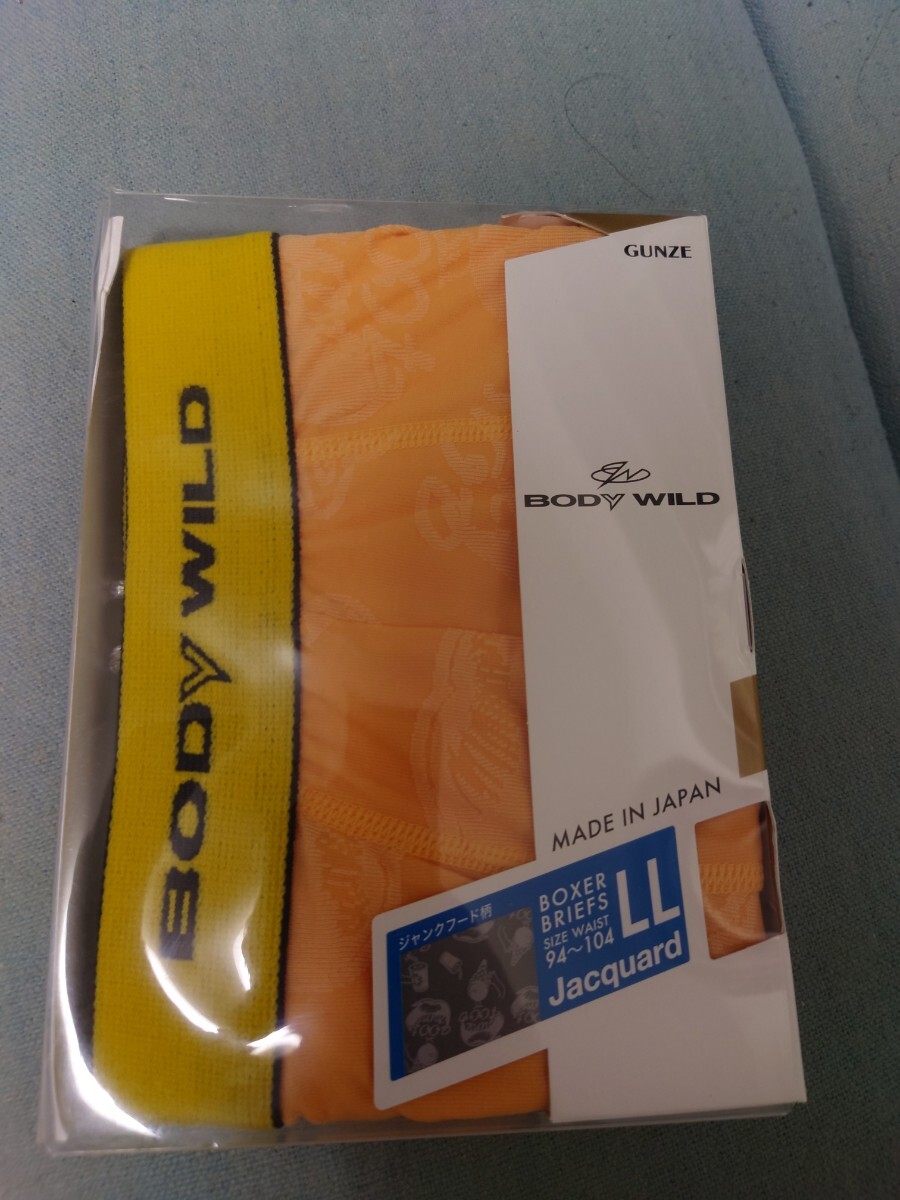 GUNZE
BODY WILD
BODY WILD
MADE IN JAPAN
ジャンクフード柄
BOXER
BRIEFS
SIZE WAIST
94〜104
LL
Jacquard